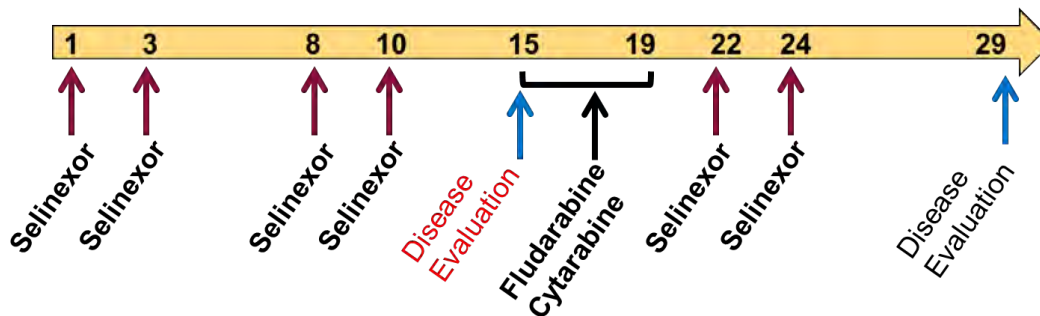 1 3 8 10 15 19 22 24 29
Selinexor
Selinexor
Selinexor
Selinexor
Disease
Evaluation
Fludarabine
Cytarabine
Selinexor
Selinexor
Disease
Evaluation